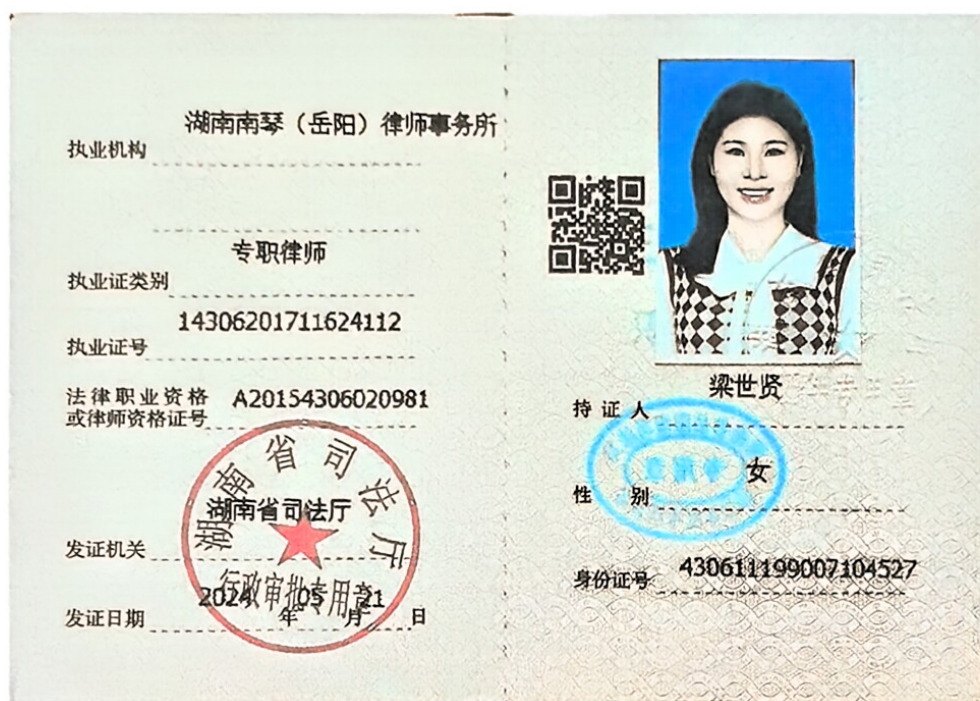 湖南南琴（岳阳）律师事务所
执业机构
专职律师
执业证类别
14306201711624112
执业证号
法律职业资格 A20154306020981
或律师资格证号
湖南省司法厅
湖南省司法厅
发证机关
行政审批专用章
2024 05 21
发证日期 年 月 日
梁世贤
持证人
女
性别
430611199007104527
身份证号